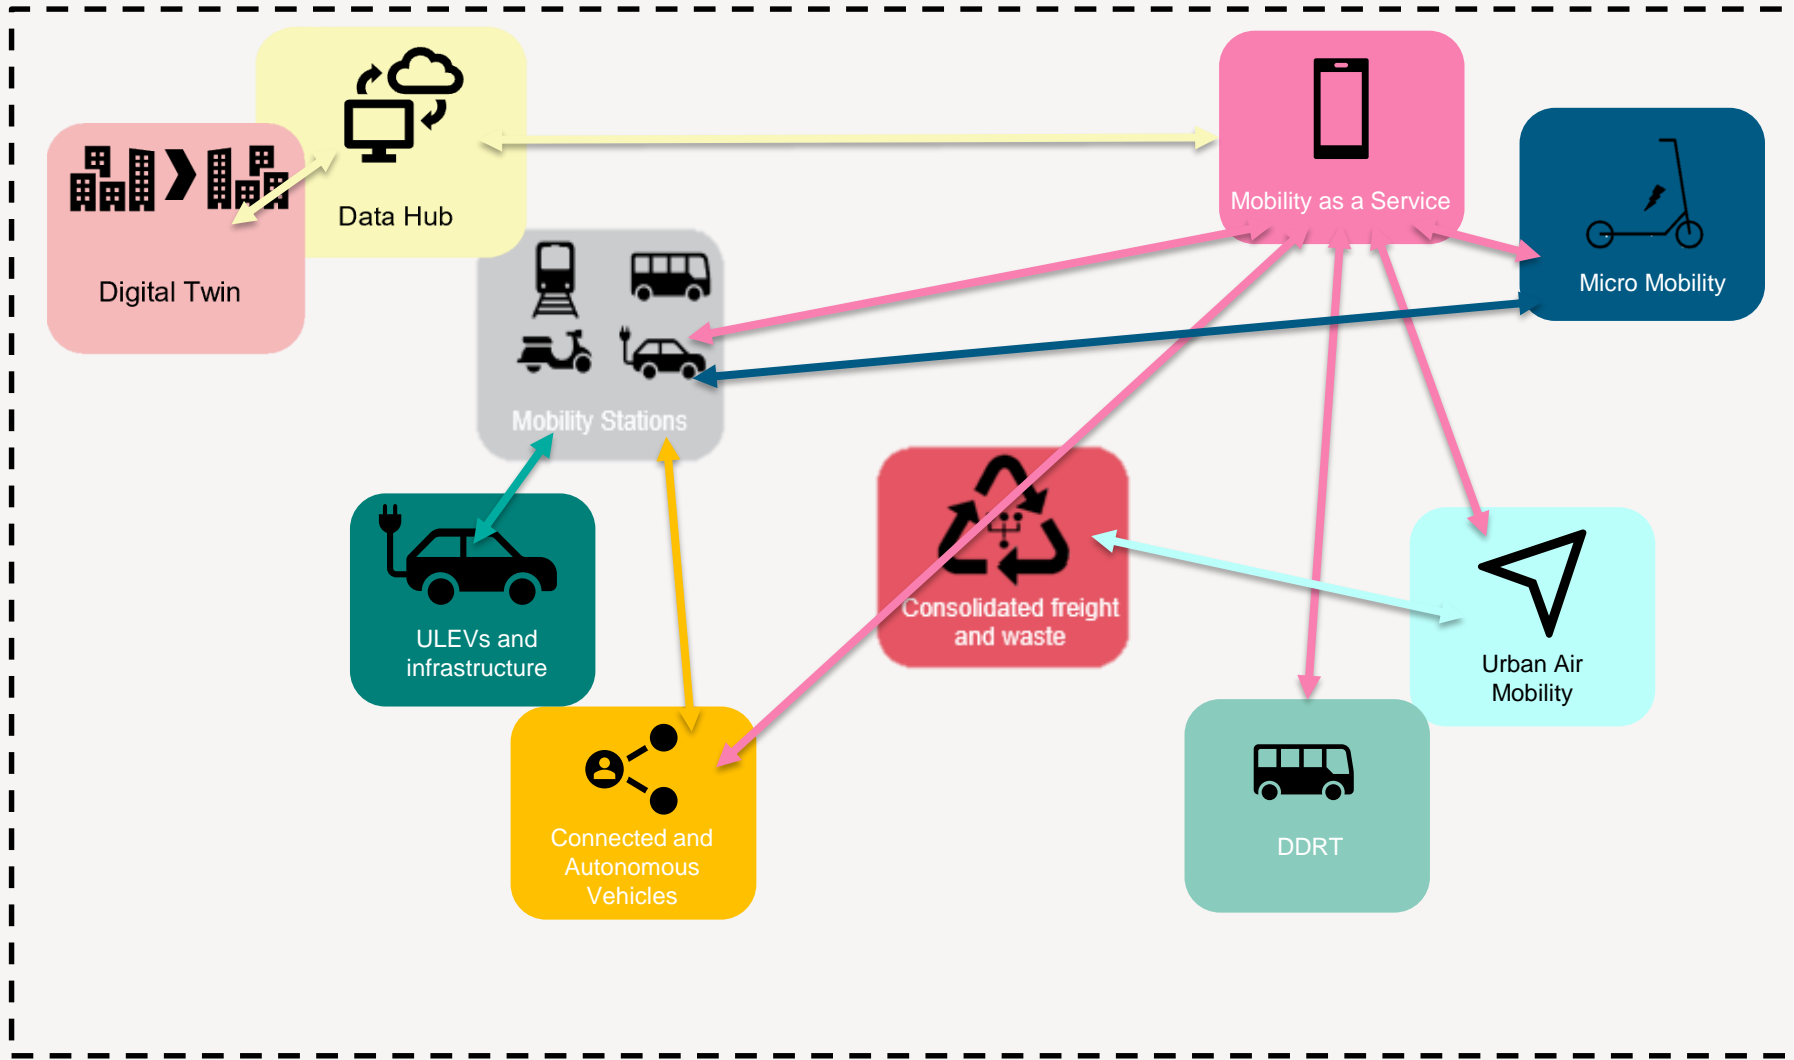 Data Hub
Digital Twin
Mobility as a Service
Micro Mobility
Mobility Stations
ULEVs and
infrastructure
Consolidated freight
and waste
Urban Air
Mobility
Connected and
Autonomous
Vehicles
DDRT